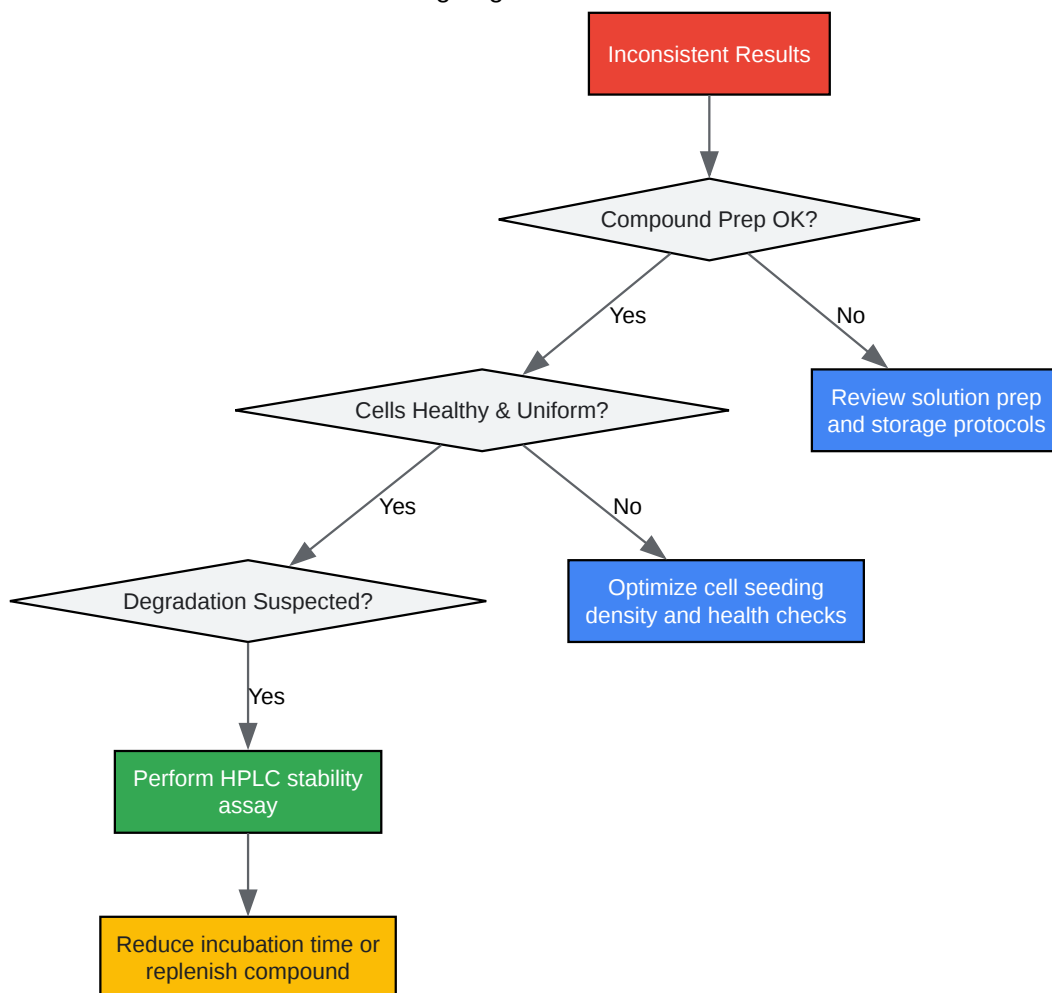 Inconsistent Results
Compound Prep OK?
Yes
No
Cells Healthy & Uniform?
Review solution prep
and storage protocols
Yes
No
Degradation Suspected?
Optimize cell seeding
density and health checks
Yes
Perform HPLC stability
assay
Reduce incubation time or
replenish compound